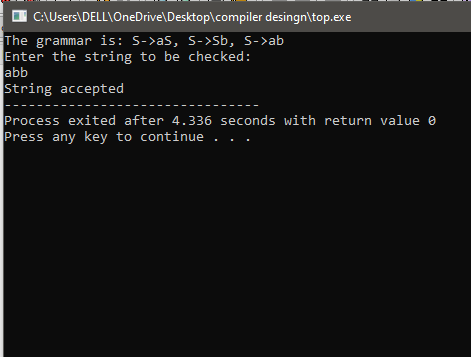 C:\Users\DELL\OneDrive\Desktop\compiler desingn\top.exe
The grammar is: S->aS, S->Sb, S->ab
Enter the string to be checked:
abb
String accepted
--------------------------------
Process exited after 4.336 seconds with return value 0
Press any key to continue . . .